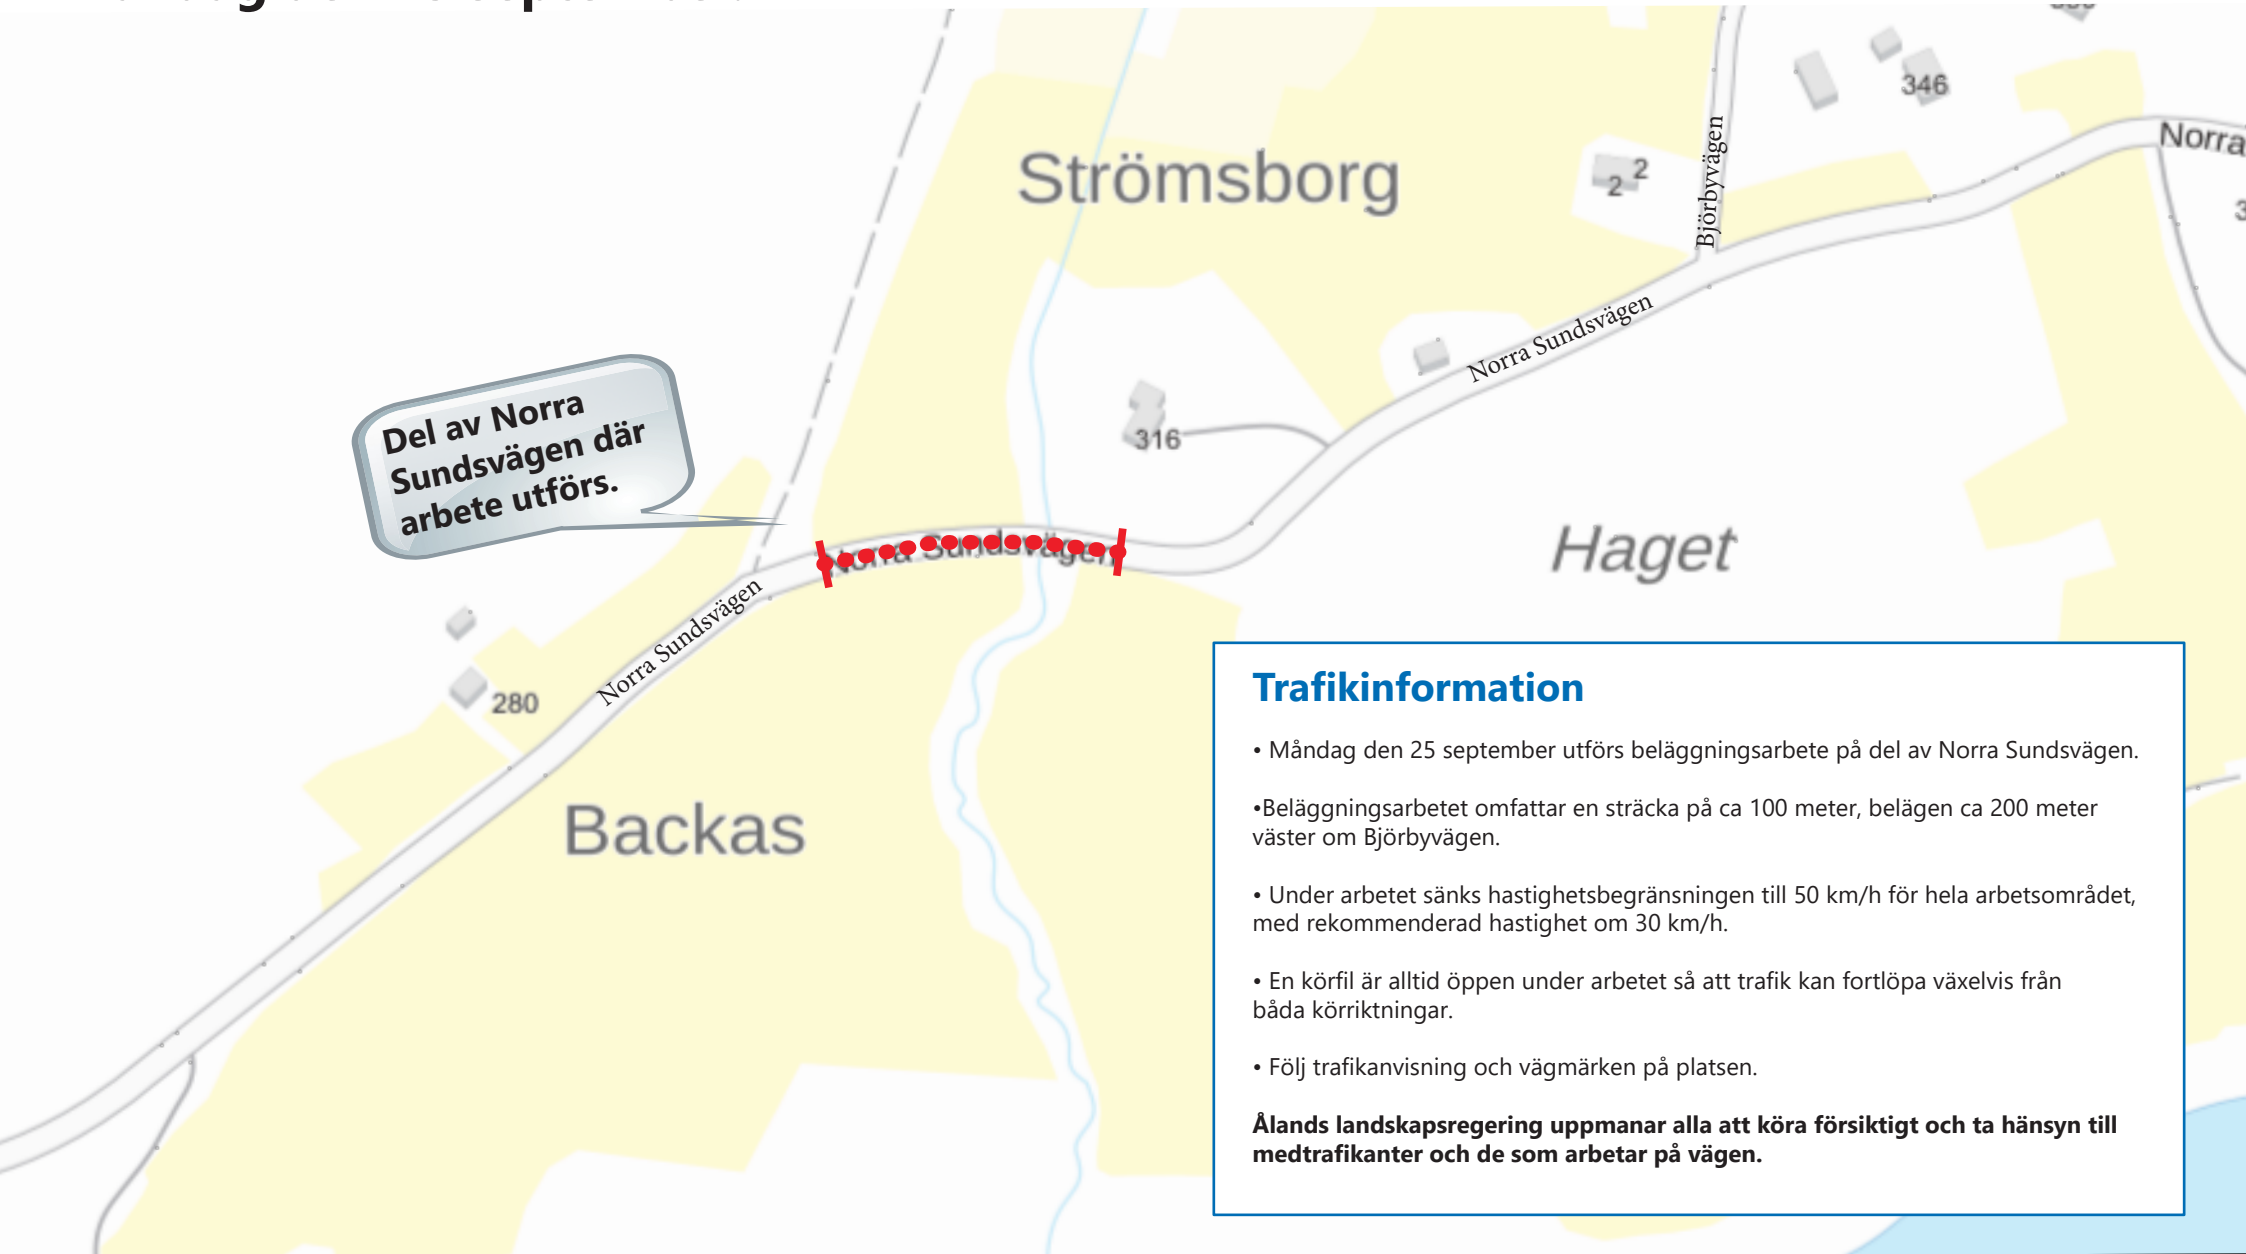 346
Norra
Strömsborg
2
2
Björbyvägen
Norra Sundsvägen
Del av Norra
Sundsvägen där
arbete utförs.
316
Norra Sundsvägen
Haget
Norra Sundsvägen
280
Backas
Trafikinformation
• Måndag den 25 september utförs beläggningsarbete på del av Norra Sundsvägen.
•Beläggningsarbetet omfattar en sträcka på ca 100 meter, belägen ca 200 meter
väster om Björbyvägen.
• Under arbetet sänks hastighetsbegränsningen till 50 km/h för hela arbetsområdet,
med rekommenderad hastighet om 30 km/h.
• En körfil är alltid öppen under arbetet så att trafik kan fortlöpa växelvis från
båda körriktningar.
• Följ trafikanvisning och vägmärken på platsen.
Ålands landskapsregering uppmanar alla att köra försiktigt och ta hänsyn till
medtrafikanter och de som arbetar på vägen.